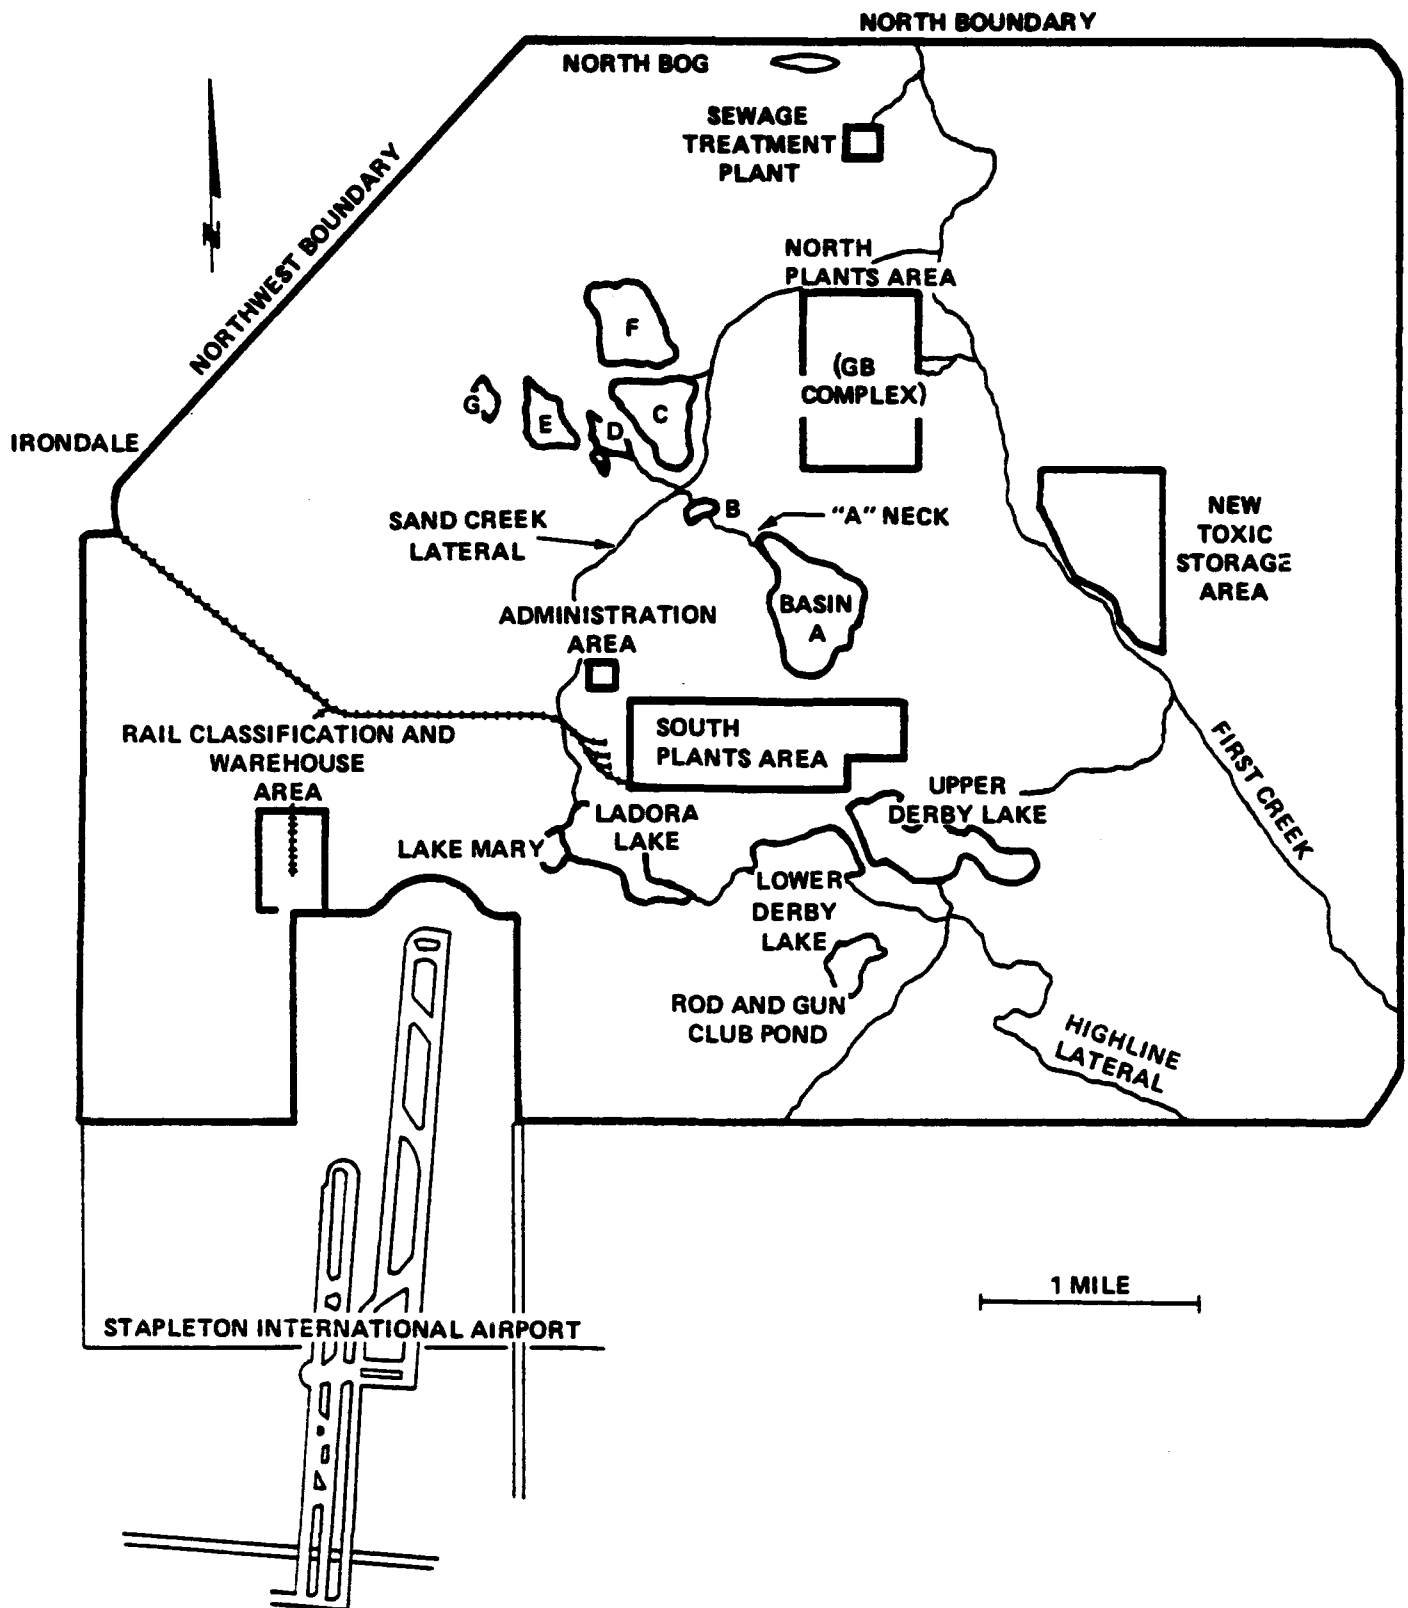 NORTH BOUNDARY
NORTH BOG
SEWAGE
TREATMENT
PLANT
NORTHWEST BOUNDARY
N
NORTH
PLANTS AREA
F
(GB
COMPLEX)
G
E
D
C
IRONDALE
B
"A" NECK
SAND CREEK
LATERAL
NEW
TOXIC
STORAGE
AREA
BASIN
A
ADMINISTRATION
AREA
SOUTH
PLANTS AREA
RAIL CLASSIFICATION AND
WAREHOUSE
AREA
FIRST CREEK
UPPER
DERBY LAKE
LADORA
LAKE
LAKE MARY
LOWER
DERBY
LAKE
ROD AND GUN
CLUB POND
HIGHLINE
LATERAL
1 MILE
STAPLETON INTERNATIONAL AIRPORT